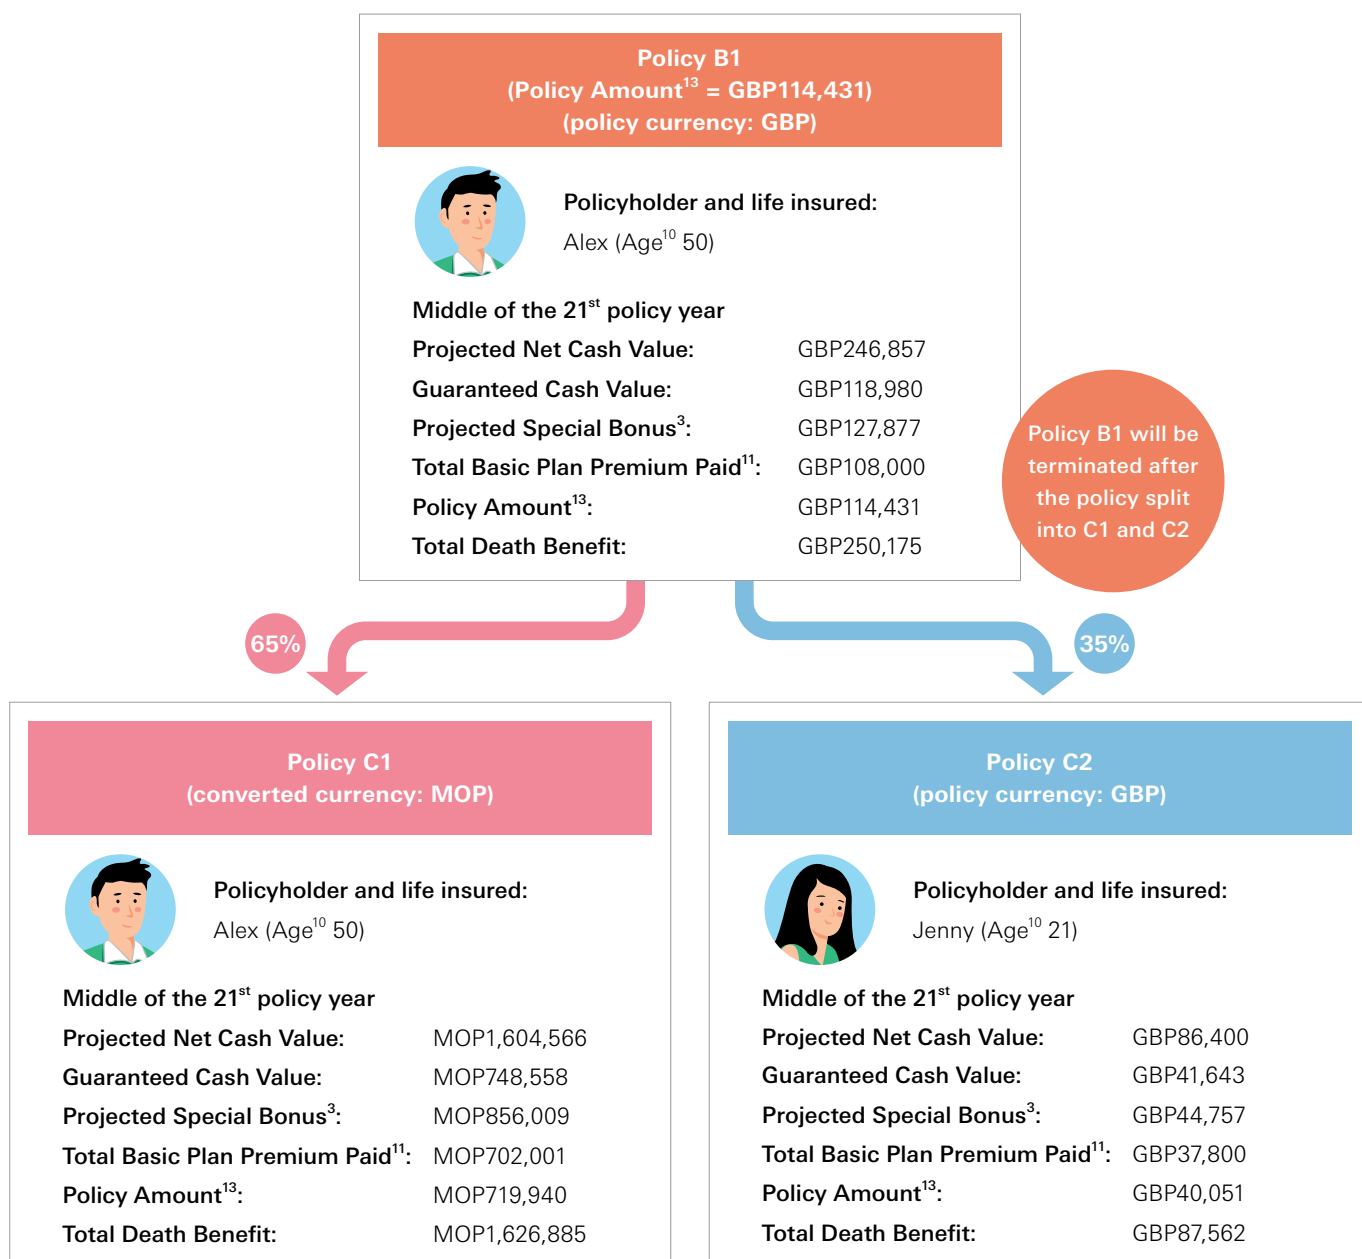 Policy B1
(Policy Amount13 = GBP114,431)
(policy currency: GBP)
Policyholder and life insured:
Alex (Age10 50)
Middle of the 21st policy year
Projected Net Cash Value: GBP246,857
Guaranteed Cash Value: GBP118,980
Projected Special Bonus3: GBP127,877
Total Basic Plan Premium Paid11: GBP108,000
Policy Amount13: GBP114,431
Total Death Benefit: GBP250,175
Policy B1 will be
terminated after
the policy split
into C1 and C2
65%
35%
Policy C1
(converted currency: MOP)
Policyholder and life insured:
Alex (Age10 50)
Middle of the 21st policy year
Projected Net Cash Value: MOP1,604,566
Guaranteed Cash Value: MOP748,558
Projected Special Bonus3: MOP856,009
Total Basic Plan Premium Paid11: MOP702,001
Policy Amount13: MOP719,940
Total Death Benefit: MOP1,626,885
Policy C2
(policy currency: GBP)
Policyholder and life insured:
Jenny (Age10 21)
Middle of the 21st policy year
Projected Net Cash Value: GBP86,400
Guaranteed Cash Value: GBP41,643
Projected Special Bonus3: GBP44,757
Total Basic Plan Premium Paid11: GBP37,800
Policy Amount13: GBP40,051
Total Death Benefit: GBP87,562